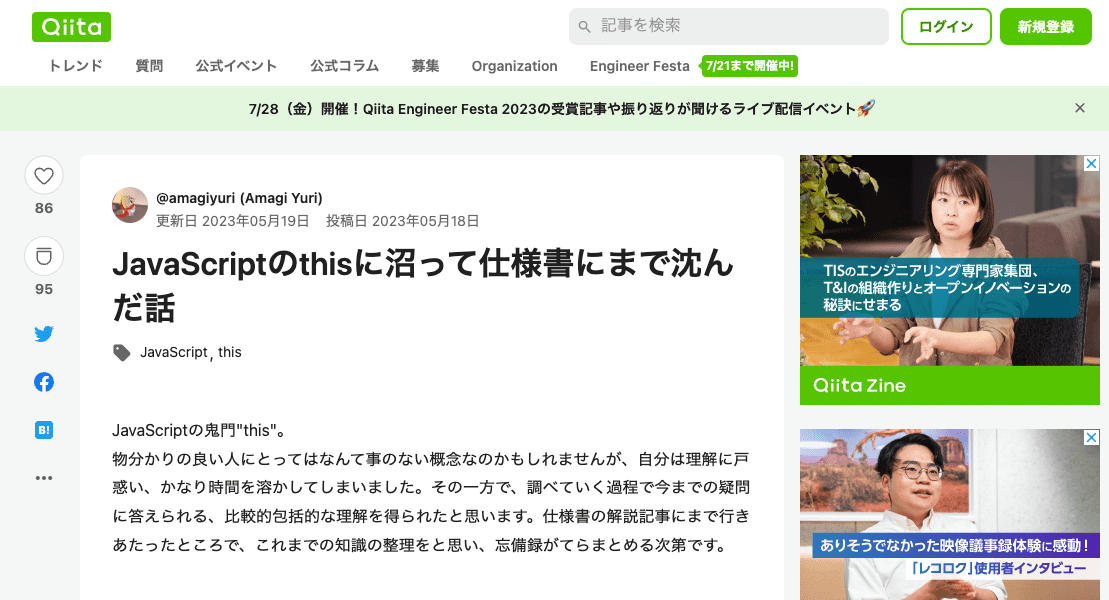 Qiita
記事を検索
ログイン
新規登録
トレンド
質問
公式イベント
公式コラム
募集
Organization
Engineer Festa
7/21まで開催中!
7/28（金）開催！Qiita Engineer Festa 2023の受賞記事や振り返りが聞けるライブ配信イベント🚀
86
95
B!
@amagiyuri (Amagi Yuri)
更新日 2023年05月19日 投稿日 2023年05月18日
JavaScriptのthisに沼って仕様書にまで沈ん
だ話
JavaScript, this
JavaScriptの鬼門"this"。
物分かりの良い人にとってはなんて事のない概念なのかもしれませんが、自分は理解に戸
惑い、かなり時間を溶かしてしまいました。その一方で、調べていく過程で今までの疑問
に答えられる、比較的包括的な理解を得られたと思います。仕様書の解説記事にまで行き
あたったところで、これまでの知識の整理をと思い、忘備録がてらまとめる次第です。
TISのエンジニアリング専門家集団、
T&Iの組織作りとオープンイノベーションの
秘訣にせまる
Qiita Zine
ありそうでなかった映像議事録体験に感動！
「レコロク」使用者インタビュー